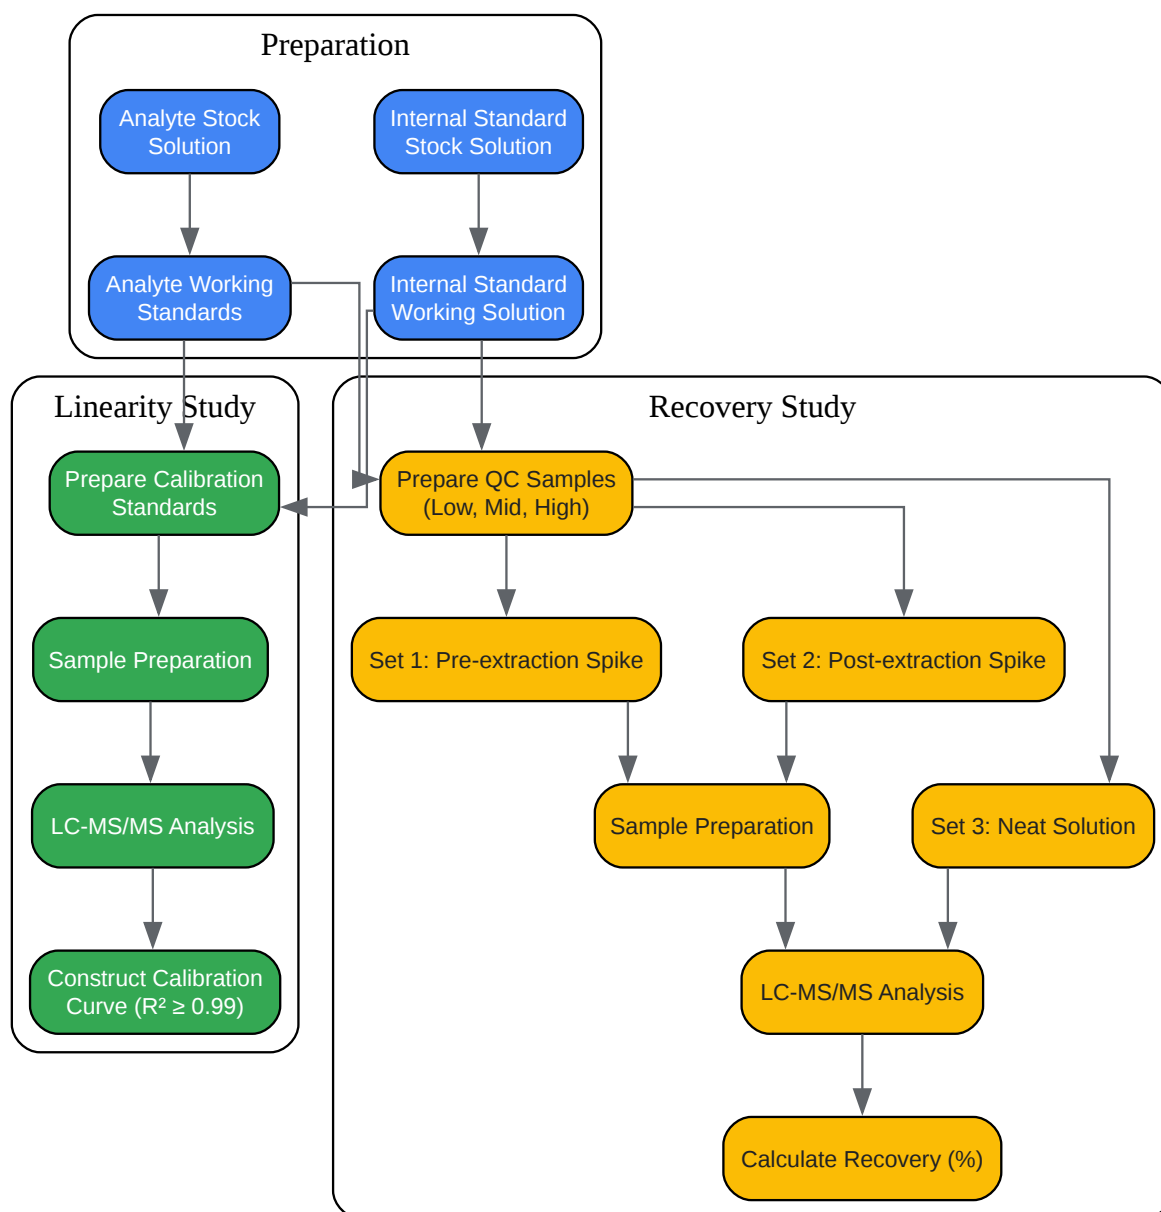 Preparation
Analyte Stock
Solution
Internal Standard
Stock Solution
Analyte Working
Standards
Internal Standard
Working Solution
Linearity Study
Prepare Calibration
Standards
Sample Preparation
LC-MS/MS Analysis
Construct Calibration
Curve (R² ≥ 0.99)
Recovery Study
Prepare QC Samples
(Low, Mid, High)
Set 1: Pre-extraction Spike
Set 2: Post-extraction Spike
Sample Preparation
Set 3: Neat Solution
LC-MS/MS Analysis
Calculate Recovery (%)